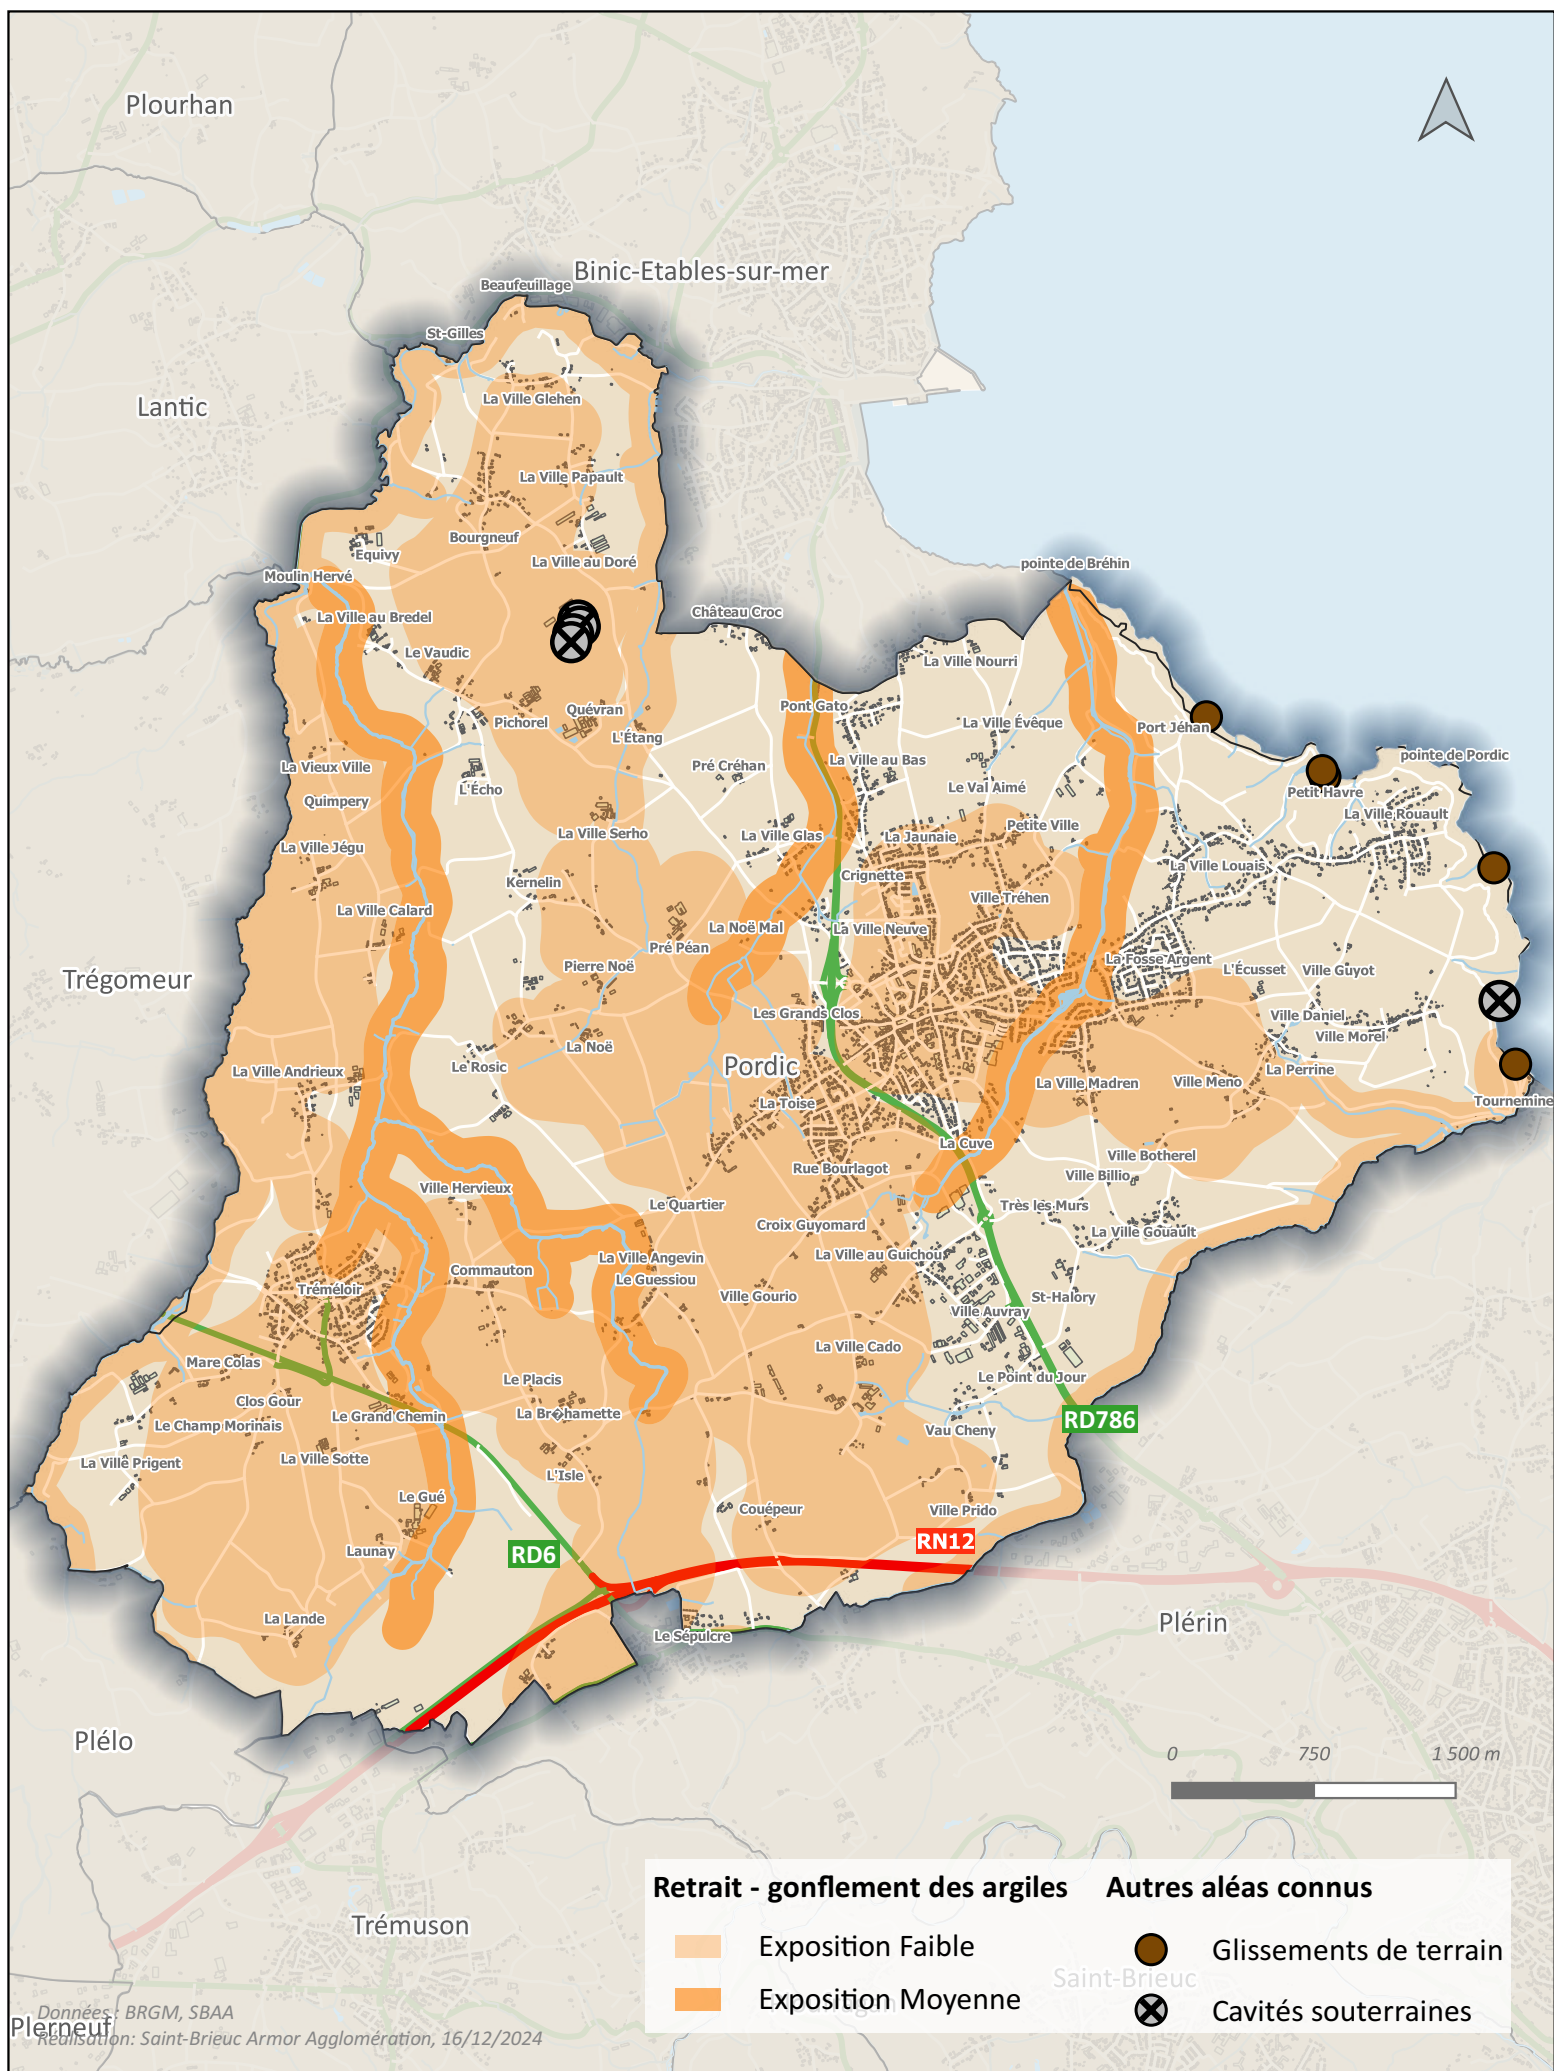 Plourhan
Binic-Etables-sur-mer
Beaufeuillage
St-Gilles
La Ville Glehen
Lantic
La Ville Papault
Bourgneuf
Equivy
La Ville au Doré
pointe de Bréhin
Moulin Hervé
Château Croc
La Ville au Bredel
Le Vaudic
La Ville Nourri
Pont Gato
Quévran
Pichorel
La Ville Évêque
Port Jéhan
L'Étang
pointe de Pordic
La Ville au Bas
Pré Créhan
La Vieux Ville
L'Écho
Le Val Aimé
Petit Havre
Quimpery
La Ville Rouault
Petite Ville
La Ville Serho
La Ville Glas
La Jaunaie
La Ville Jégu
La Ville Louais
Crignette
Kernelin
Ville Tréhen
La Ville Calard
La Noë Mal
La Ville Neuve
Pré Péan
La Fosse Argent
Pierre Noë
L'Écusset
Ville Guyot
Trégomeur
Les Grands Clos
Ville Daniel
Ville Morel
La Noë
Le Rosic
Pordic
La Ville Andrieux
La Perrine
Ville Meno
La Ville Madren
La Toise
Tournemine
La Cuve
Ville Botherel
Rue Bourlagot
Ville Billio
Ville Hervieux
Le Quartier
Très les Murs
Croix Guyomard
La Ville Gouault
La Ville au Guichou
La Ville Angevin
Commauton
Le Guessiou
Tréméloir
Ville Gourio
St-Halory
Ville Auvray
La Ville Cado
Mare Colas
Le Placis
Le Point du Jour
Clos Gour
La Br�hamette
Le Grand Chemin
RD786
Le Champ Morinais
Vau Cheny
La Ville Prigent
La Ville Sotte
L'Isle
Le Gué
Couépeur
Ville Prido
RN12
Launay
RD6
La Lande
Plérin
Le Sépulcre
Plélo
0 750 1 500 m
Retrait - gonflement des argiles
Exposition Faible
Exposition Moyenne
Autres aléas connus
Glissements de terrain
Cavités souterraines
Trémuson
Saint-Brieuc
Plerneuf
Données : BRGM, SBAA
Réalisation: Saint-Brieuc Armor Agglomération, 16/12/2024